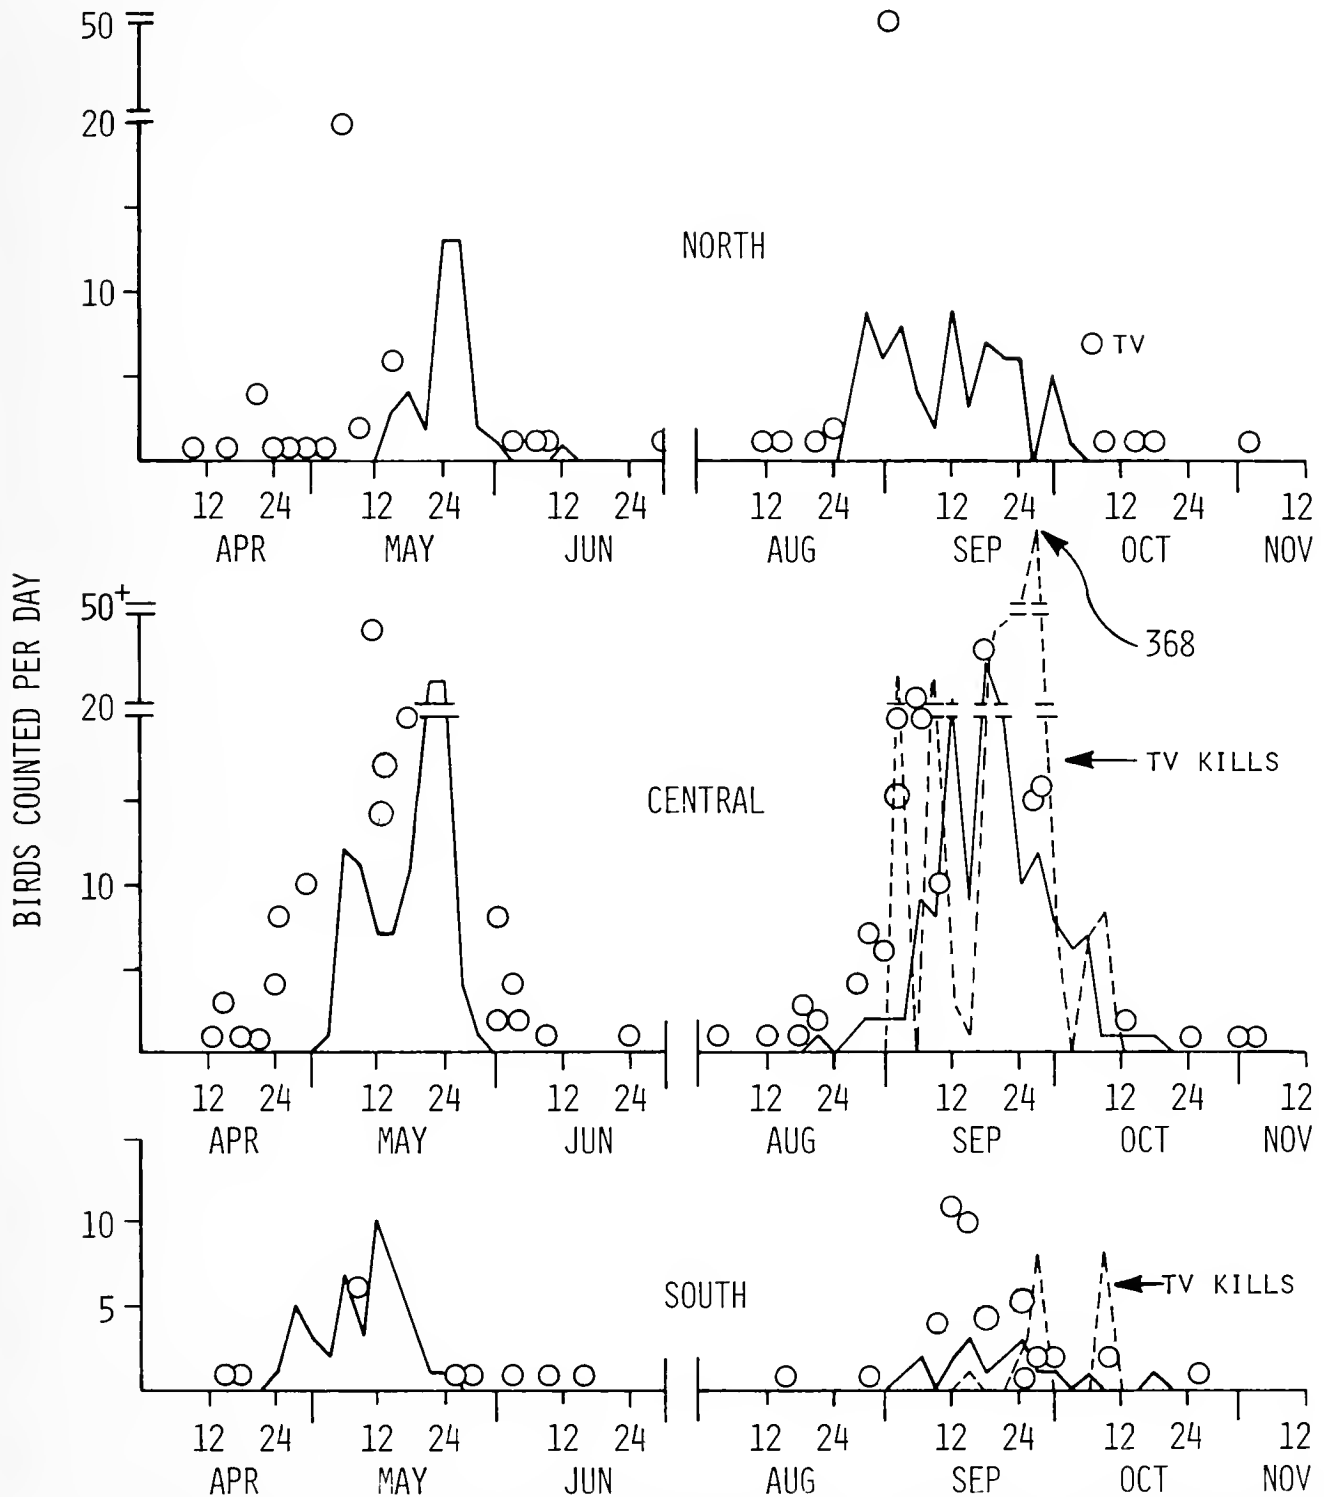 50
20
NORTH
10
TV
12 24 12 24 12 24 12 24 12 24 12 24 12
APR MAY JUN AUG SEP OCT NOV
BIRDS COUNTED PER DAY
50+
368
20
TV KILLS
CENTRAL
10
12 24 12 24 12 24 12 24 12 24 12 24 12
APR MAY JUN AUG SEP OCT NOV
10
TV KILLS
SOUTH
5
12 24 12 24 12 24 12 24 12 24 12 24 12
APR MAY JUN AUG SEP OCT NOV